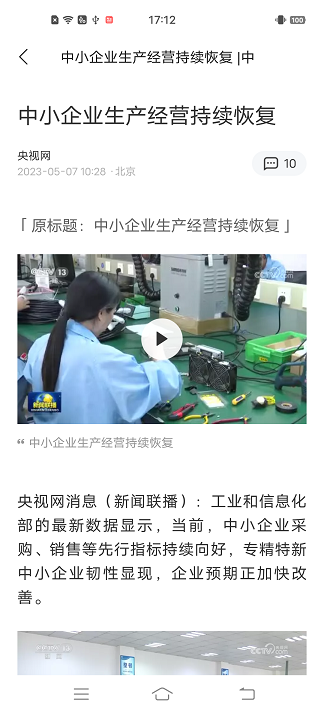 17:12
100
中小企业生产经营持续恢复 |中
中小企业生产经营持续恢复
央视网
2023-05-07 10:28 · 北京
10
「 原标题：中小企业生产经营持续恢复 」
CCTV 13
CCTV
新闻联播
“ 中小企业生产经营持续恢复
央视网消息（新闻联播）：工业和信息化
部的最新数据显示，当前，中小企业采
购、销售等先行指标持续向好，专精特新
中小企业韧性显现，企业预期正加快改
善。
CCTV